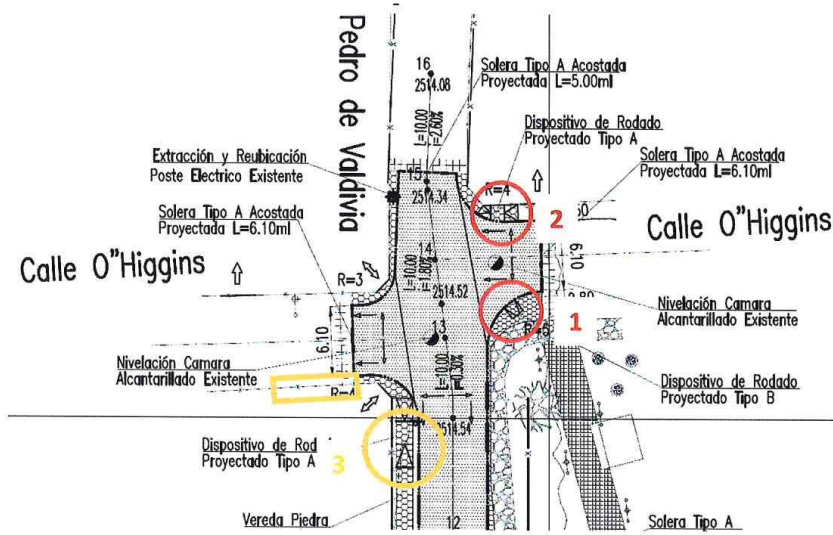 Pedro de Valdivia
16
2514.08
L=10.00
i=2.60%
Solera Tipo A Acostada
Proyectada L=5.00ml
Dispositivo de Rodado
Proyectado Tipo A
Extracción y Reubicación
Poste Electrico Existente
Solera Tipo A Acostada
Proyectada L=6.10ml
15
2514.34
R=4
2
Solera Tipo A Acostada
Proyectada L=6.10ml
Calle O"Higgins
Calle O"Higgins
14
L=10.00
2514.52
R=3
6.10
6.10
Nivelación Camara
Alcantarillado Existente
13
L=10.00
1
Nivelación Camara
Alcantarillado Existente
R=4
2514.54
Dispositivo de Rodado
Proyectado Tipo B
Dispositivo de Rod
Proyectado Tipo A
3
Vereda Piedra
12
Solera Tipo A